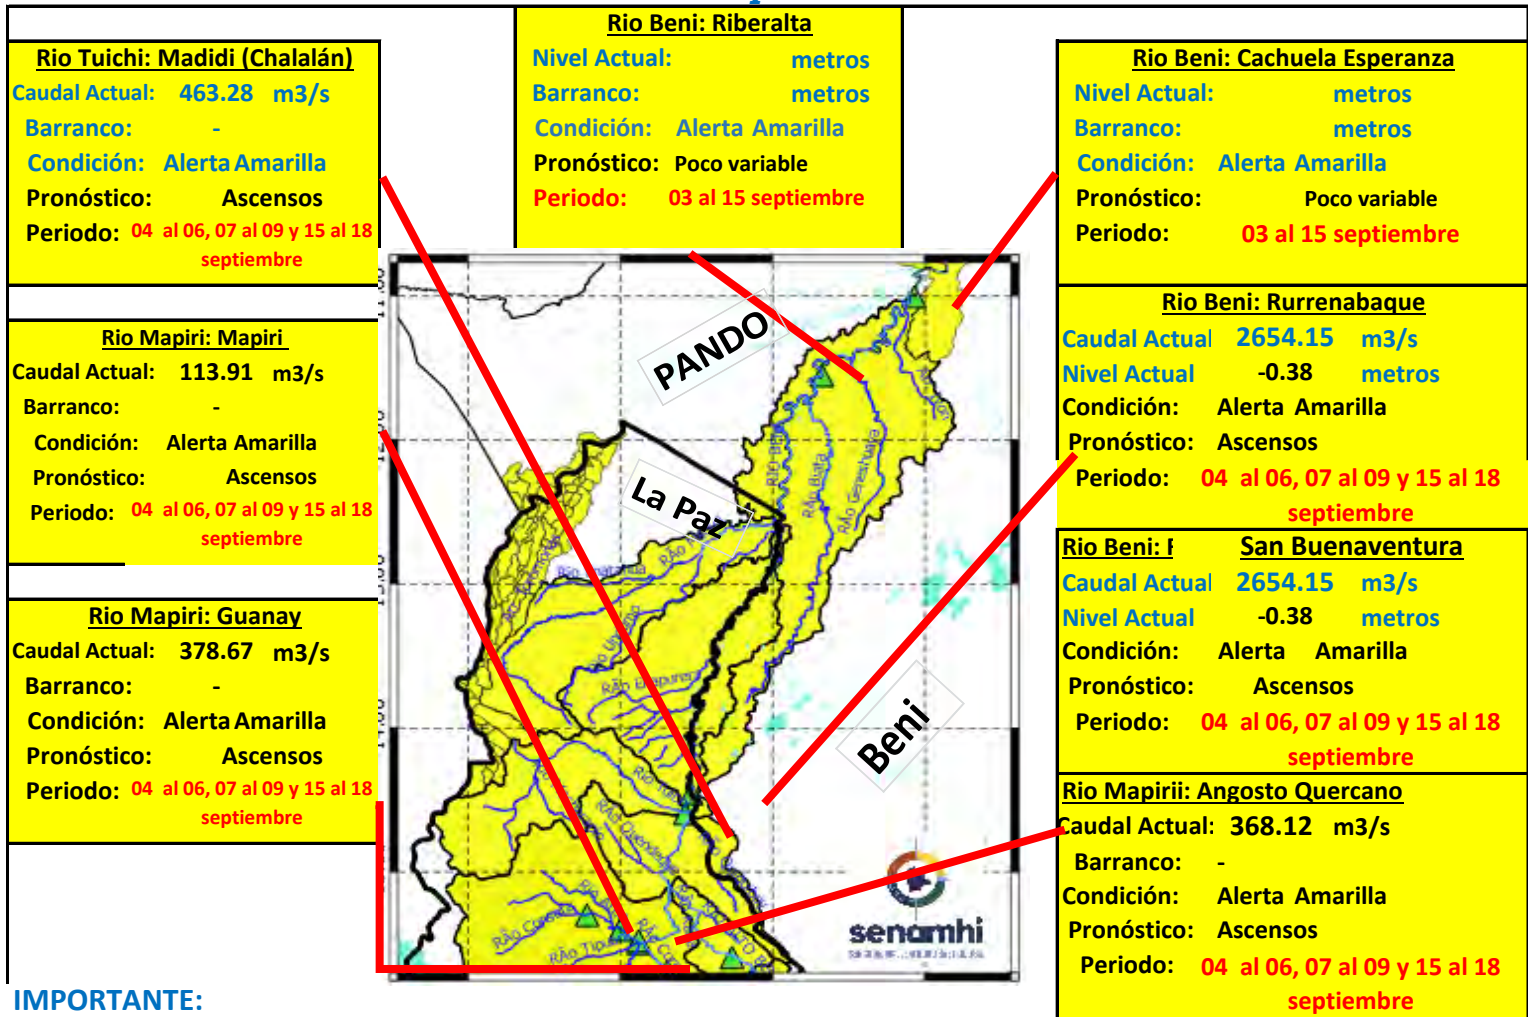 Rio Tuichi: Madidi (Chalalán)
Caudal Actual: 463.28 m3/s
Barranco: -
Condición: Alerta Amarilla
Pronóstico: Ascensos
Periodo: 04 al 06, 07 al 09 y 15 al 18
septiembre
Rio Mapiri: Mapiri
Caudal Actual: 113.91 m3/s
Barranco: -
Condición: Alerta Amarilla
Pronóstico: Ascensos
Periodo: 04 al 06, 07 al 09 y 15 al 18
septiembre
Rio Mapiri: Guanay
Caudal Actual: 378.67 m3/s
Barranco: -
Condición: Alerta Amarilla
Pronóstico: Ascensos
Periodo: 04 al 06, 07 al 09 y 15 al 18
septiembre
Rio Beni: Riberalta
Nivel Actual: metros
Barranco: metros
Condición: Alerta Amarilla
Pronóstico: Poco variable
Periodo: 03 al 15 septiembre
PANDO
La Paz
Beni
RÃo Biata
RÃo Geneshuaya
senamhi
Rio Beni: Cachuela Esperanza
Nivel Actual: metros
Barranco: metros
Condición: Alerta Amarilla
Pronóstico: Poco variable
Periodo: 03 al 15 septiembre
Rio Beni: Rurrenabaque
Caudal Actual 2654.15 m3/s
Nivel Actual -0.38 metros
Condición: Alerta Amarilla
Pronóstico: Ascensos
Periodo: 04 al 06, 07 al 09 y 15 al 18
septiembre
Rio Beni: San Buenaventura
Caudal Actual 2654.15 m3/s
Nivel Actual -0.38 metros
Condición: Alerta Amarilla
Pronóstico: Ascensos
Periodo: 04 al 06, 07 al 09 y 15 al 18
septiembre
Rio Mapirii: Angosto Quercano
Caudal Actual: 368.12 m3/s
Barranco: -
Condición: Alerta Amarilla
Pronóstico: Ascensos
Periodo: 04 al 06, 07 al 09 y 15 al 18
septiembre
IMPORTANTE: